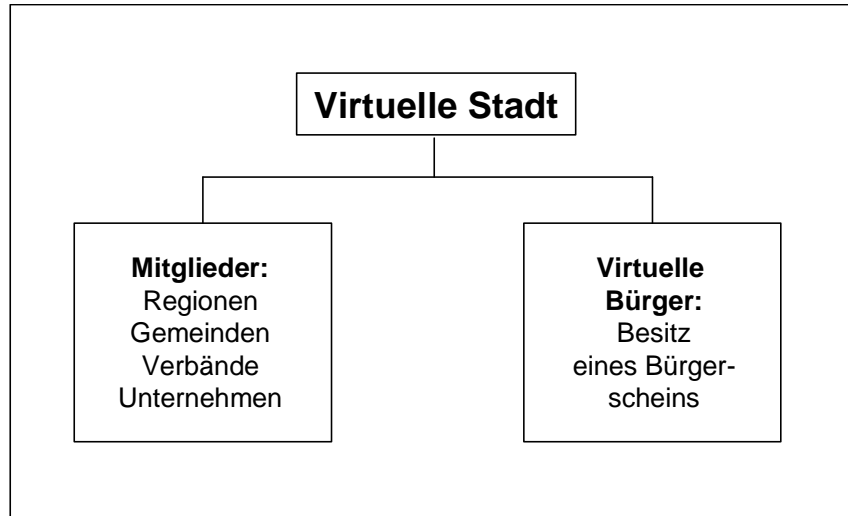 Virtuelle Stadt
Mitglieder:
Regionen
Gemeinden
Verbände
Unternehmen
Virtuelle
Bürger:
Besitz
eines Bürger-
scheins